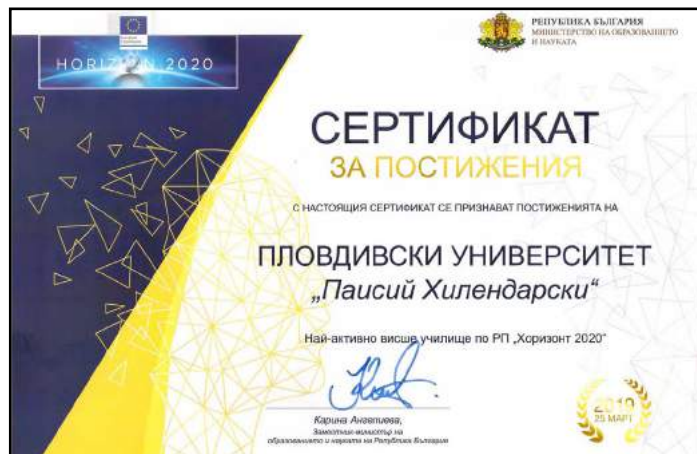 HORIZON 2020
РЕПУБЛИКА БЪЛГАРИЯ
МИНИСТЕРСТВО НА ОБРАЗОВАНИЕТО
И НАУКАТА
СЕРТИФИКАТ
ЗА ПОСТИЖЕНИЯ
С НАСТОЯЩИЯ СЕРТИФИКАТ СЕ ПРИЗНАВАТ ПОСТИЖЕНИЯТА НА
ПЛОВДИВСКИ УНИВЕРСИТЕТ
„Паисий Хилендарски“
Най-активно висше училище по РП „Хоризонт 2020“
Карина Ангелиева,
Заместник-министър на
образованието и науката на Република България
2019
25 МАРТ